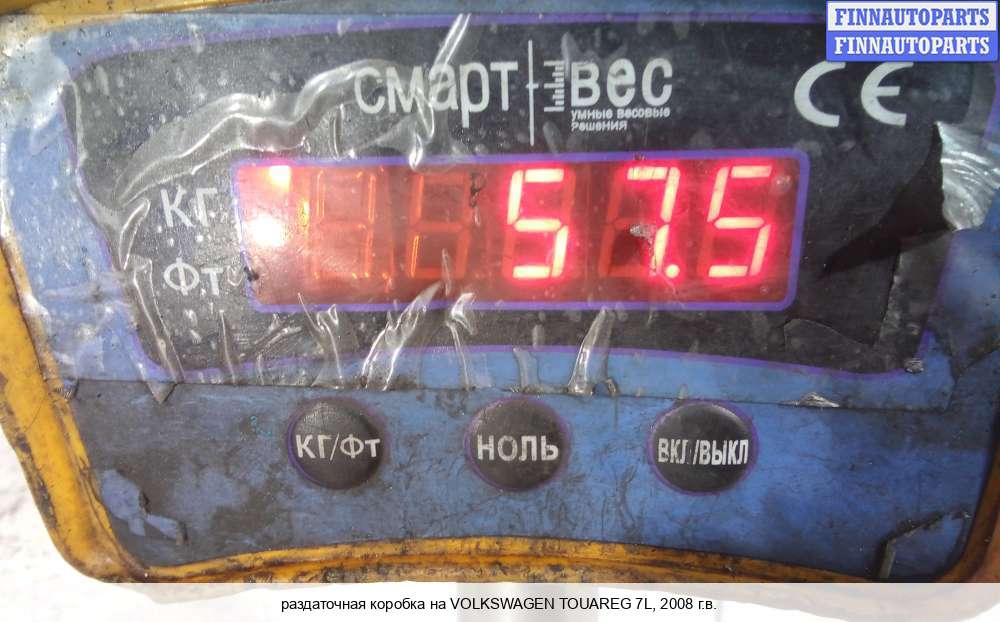 FINNAUTOPARTS
FINNAUTOPARTS
смарт вес
умные весовые
решения
CE
КГ
Фт
57.5
КГ/Фт
НОЛЬ
ВКЛ/ВЫКЛ
раздаточная коробка на VOLKSWAGEN TOUAREG 7L, 2008 г.в.